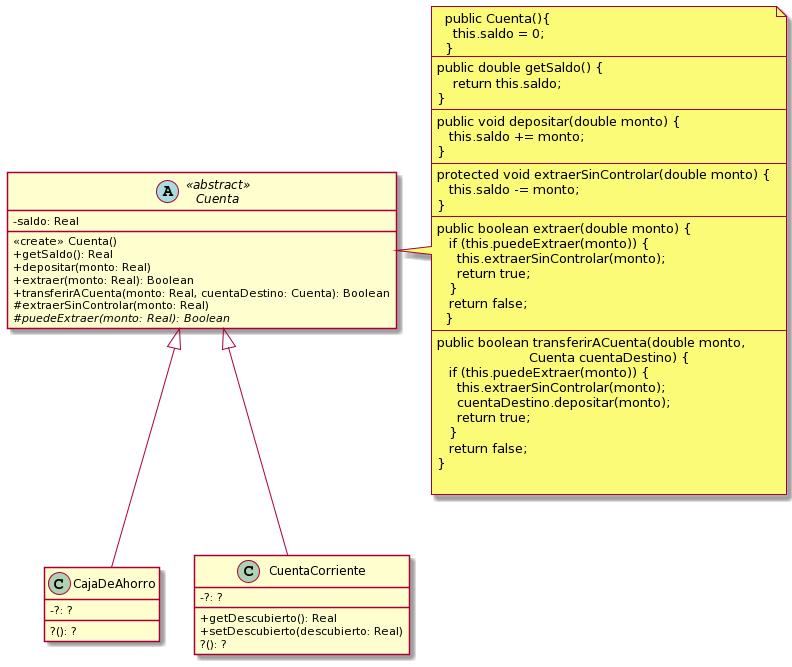 public Cuenta(){
this.saldo = 0;
}
public double getSaldo() {
return this.saldo;
}
public void depositar(double monto) {
this.saldo += monto;
}
protected void extraerSinControlar(double monto) {
this.saldo -= monto;
}
public boolean extraer(double monto) {
if (this.puedeExtraer(monto)) {
this.extraerSinControlar(monto);
return true;
}
return false;
}
public boolean transferirACuenta(double monto,
Cuenta cuentaDestino) {
if (this.puedeExtraer(monto)) {
this.extraerSinControlar(monto);
cuentaDestino.depositar(monto);
return true;
}
return false;
}
A
«abstract»
Cuenta
-saldo: Real
«create» Cuenta()
+getSaldo(): Real
+depositar(monto: Real)
+extraer(monto: Real): Boolean
+transferirACuenta(monto: Real, cuentaDestino: Cuenta): Boolean
#extraerSinControlar(monto: Real)
#puedeExtraer(monto: Real): Boolean
C CajaDeAhorro
-?: ?
?(): ?
C CuentaCorriente
-?: ?
+getDescubierto(): Real
+setDescubierto(descubierto: Real)
?(): ?